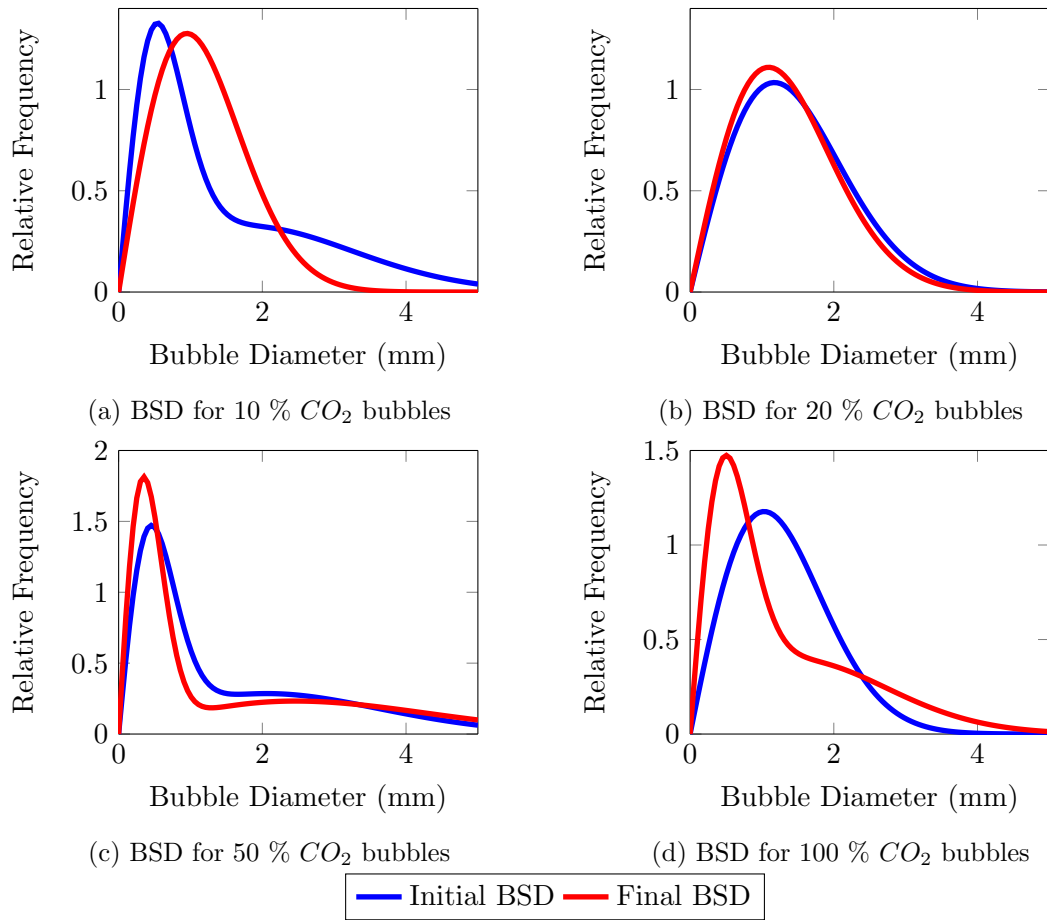 Relative Frequency
1
0.5
0
0
2
4
Bubble Diameter (mm)
(a) BSD for 10 % CO₂ bubbles
Relative Frequency
1
0.5
0
0
2
4
Bubble Diameter (mm)
(b) BSD for 20 % CO₂ bubbles
Relative Frequency
2
1.5
1
0.5
0
0
2
4
Bubble Diameter (mm)
(c) BSD for 50 % CO₂ bubbles
Relative Frequency
1.5
1
0.5
0
0
2
4
Bubble Diameter (mm)
(d) BSD for 100 % CO₂ bubbles
Initial BSD Final BSD